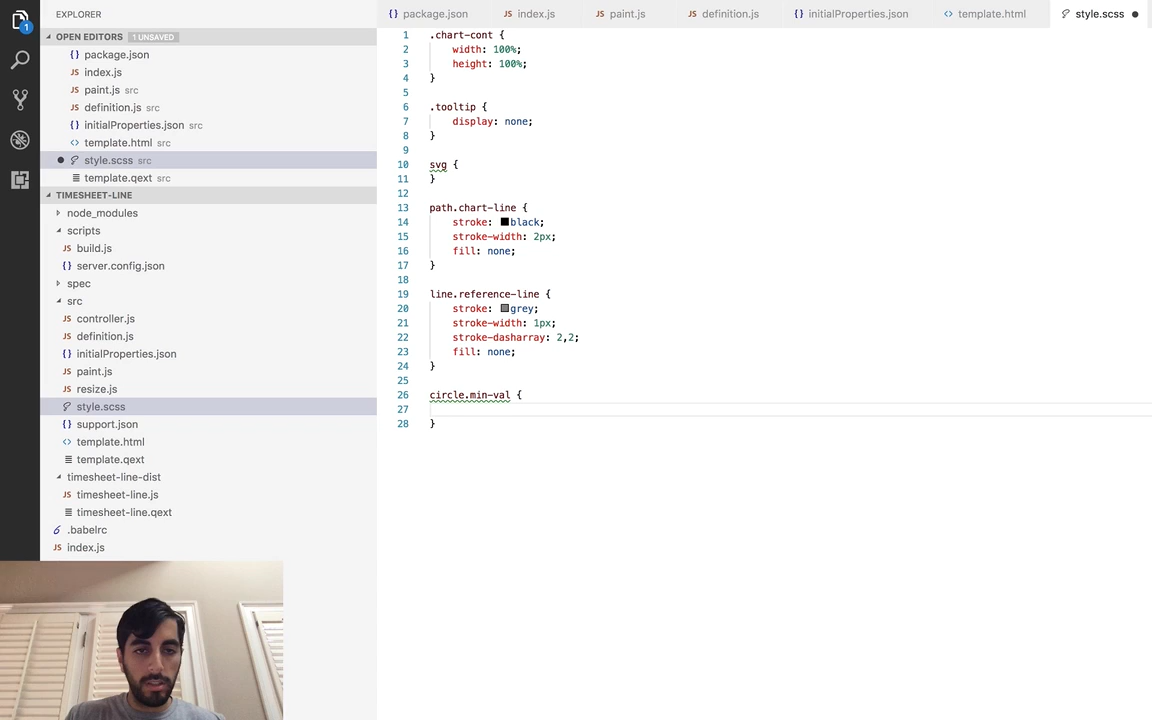 package.json index.js paint.js definition.js initialProperties.json template.html style.scss
EXPLORER
OPEN EDITORS 1 UNSAVED
package.json
index.js
paint.js src
definition.js src
initialProperties.json src
template.html src
style.scss src
template.qext src
TIMESHEET-LINE
node_modules
scripts
build.js
server.config.json
spec
src
controller.js
definition.js
initialProperties.json
paint.js
resize.js
style.scss
support.json
template.html
template.qext
timesheet-line-dist
timesheet-line.js
timesheet-line.qext
.babelrc
index.js
1 .chart-cont {
2 width: 100%;
3 height: 100%;
4 }
5
6 .tooltip {
7 display: none;
8 }
9
10 svg {
11 }
12
13 path.chart-line {
14 stroke: black;
15 stroke-width: 2px;
16 fill: none;
17 }
18
19 line.reference-line {
20 stroke: grey;
21 stroke-width: 1px;
22 stroke-dasharray: 2,2;
23 fill: none;
24 }
25
26 circle.min-val {
27
28 }